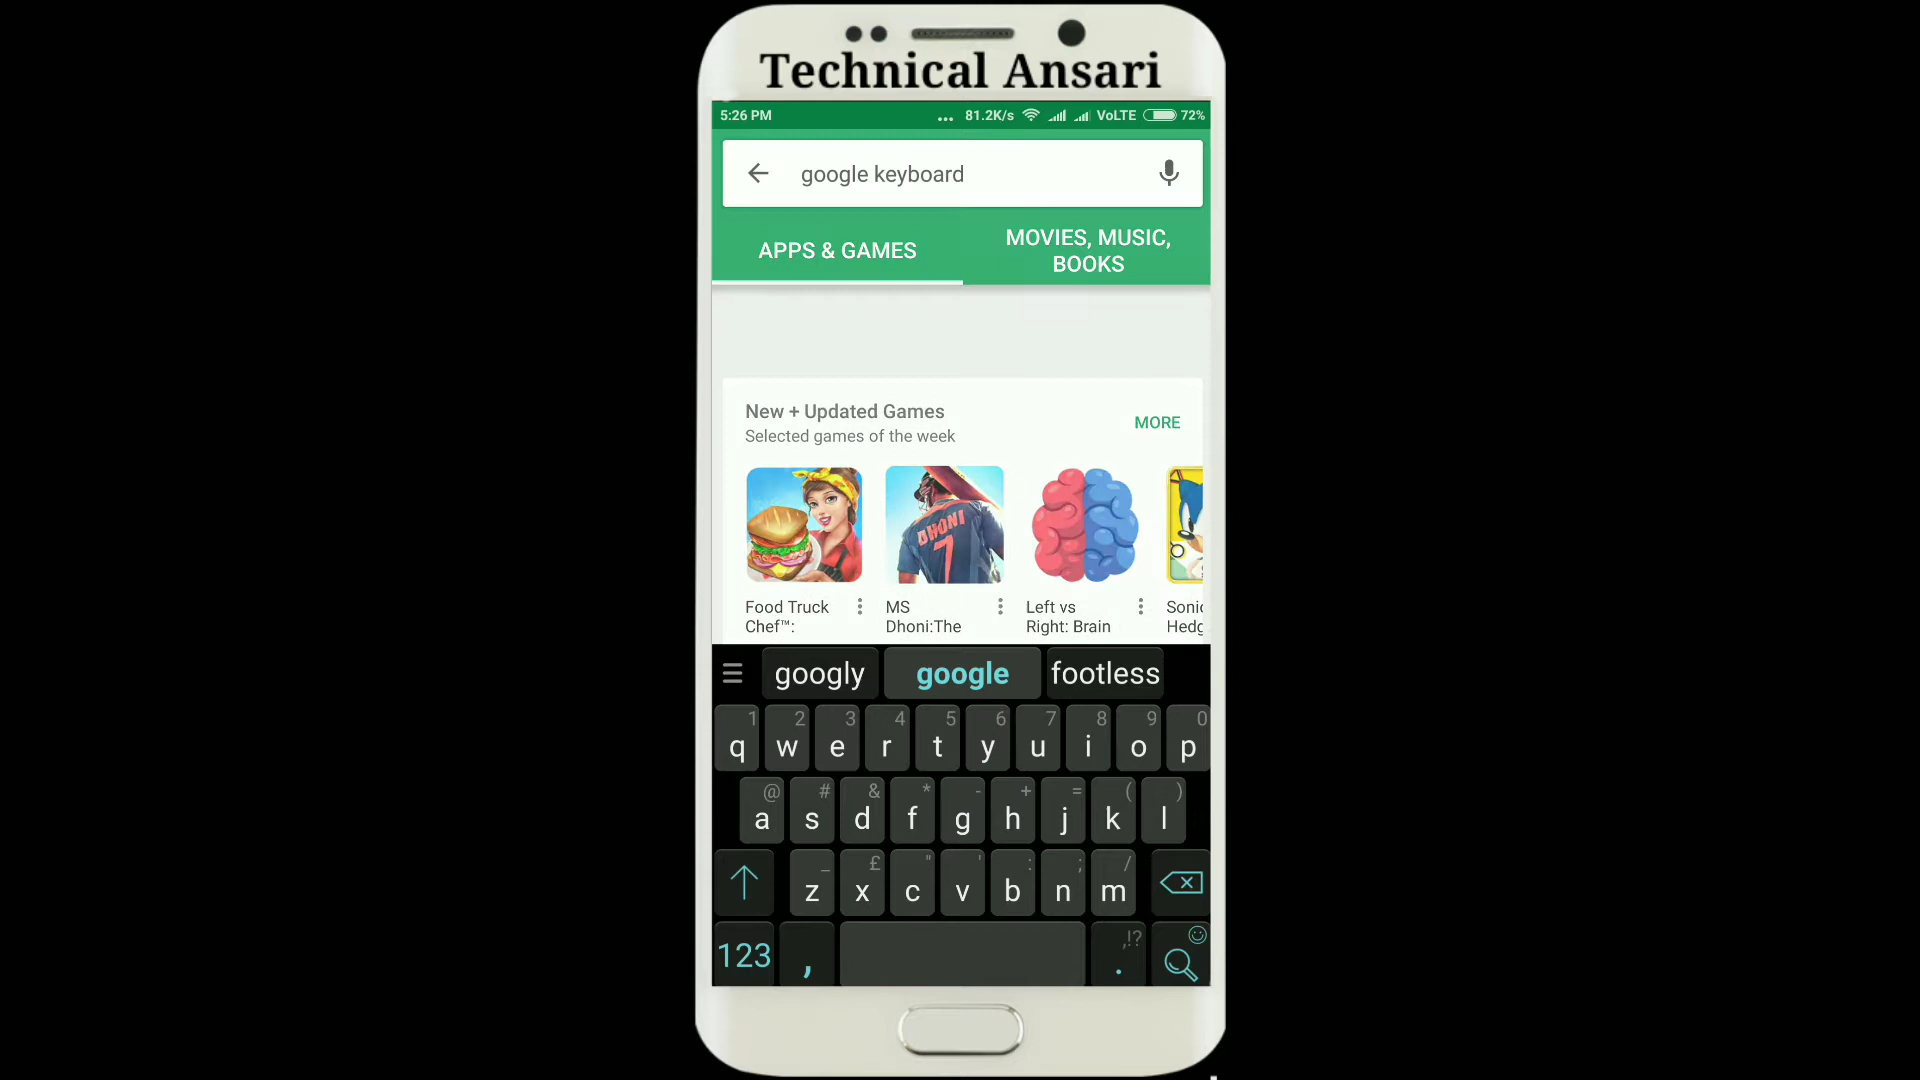 Technical Ansari
5:26 PM ... 81.2K/s VoLTE 72%
google keyboard
APPS & GAMES
MOVIES, MUSIC,
BOOKS
New + Updated Games
MORE
Selected games of the week
DHONI
7
Food Truck
Chef™:
MS
Dhoni:The
Left vs
Right: Brain
Sonic
Hedg
googly google footless
1 2 3 4 5 6 7 8 9 0
q w e r t y u i o p
@ # & * - + = ( )
a s d f g h j k l
_ £ " ' : ; /
z x c v b n m
,!?
123 , .